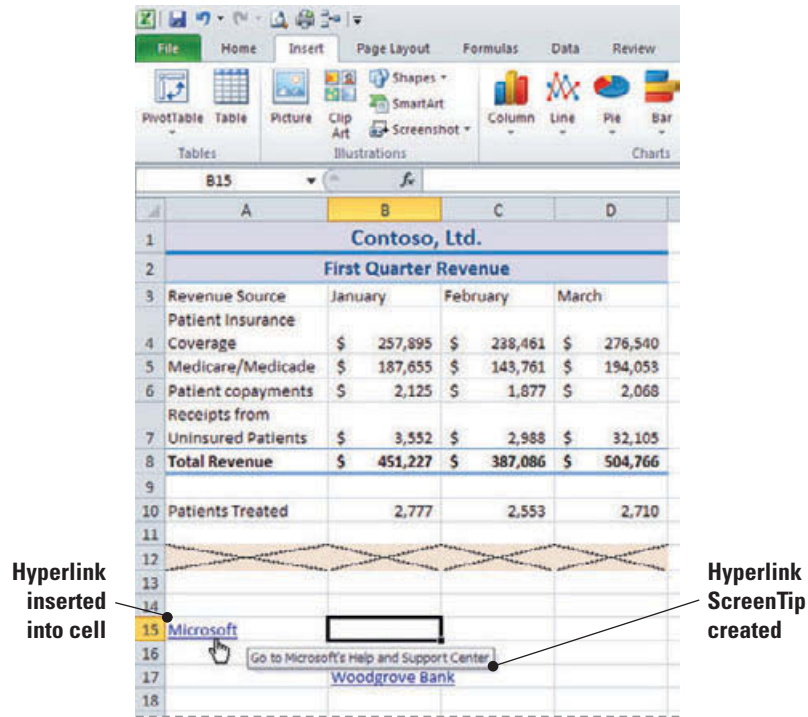 File Home Insert Page Layout Formulas Data Review
PivotTable Table Picture Clip Art Shapes SmartArt Screenshot Column Line Pie Bar
Tables Illustrations Charts
B15 fx
A B C D
1 Contoso, Ltd.
2 First Quarter Revenue
3 Revenue Source January February March
Patient Insurance
4 Coverage $ 257,895 $ 238,461 $ 276,540
5 Medicare/Medicade $ 187,655 $ 143,761 $ 194,053
6 Patient copayments $ 2,125 $ 1,877 $ 2,068
Receipts from
7 Uninsured Patients $ 3,552 $ 2,988 $ 32,105
8 Total Revenue $ 451,227 $ 387,086 $ 504,766
9
10 Patients Treated 2,777 2,553 2,710
11
12
13
14
15 Microsoft
16 Go to Microsoft's Help and Support Center
17 Woodgrove Bank
18
Hyperlink
inserted
into cell
Hyperlink
ScreenTip
created